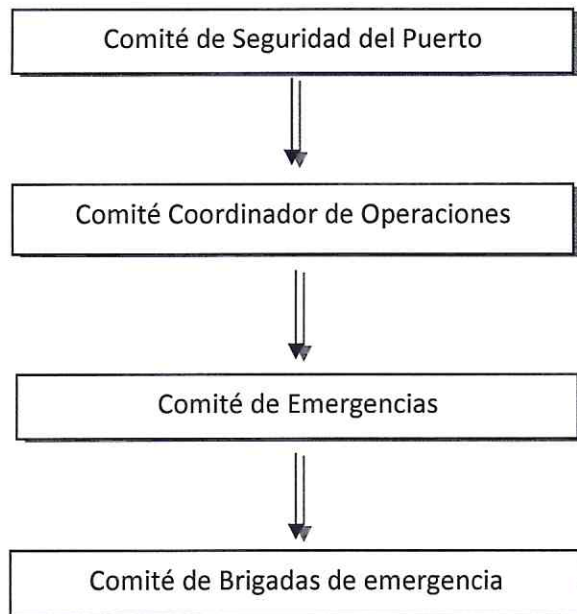 Comité de Seguridad del Puerto
Comité Coordinador de Operaciones
Comité de Emergencias
Comité de Brigadas de emergencia